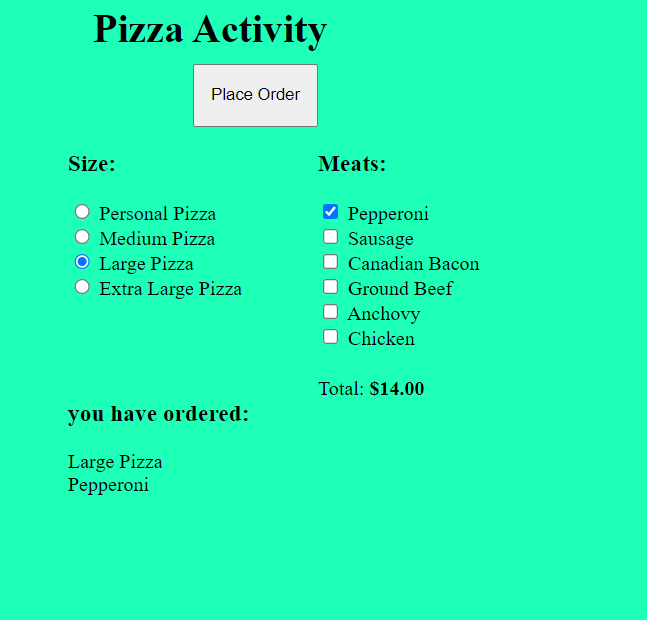 Pizza Activity
Place Order
Size:
Personal Pizza
Medium Pizza
Large Pizza
Extra Large Pizza
Meats:
Pepperoni
Sausage
Canadian Bacon
Ground Beef
Anchovy
Chicken
Total: $14.00
you have ordered:
Large Pizza
Pepperoni